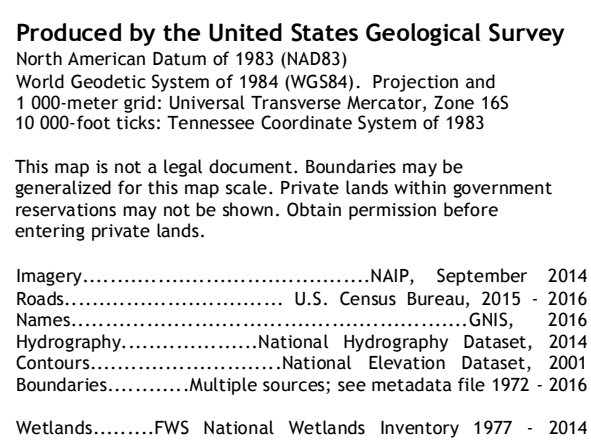 Produced by the United States Geological Survey
North American Datum of 1983 (NAD83)
World Geodetic System of 1984 (WGS84). Projection and
1 000-meter grid: Universal Transverse Mercator, Zone 16S
10 000-foot ticks: Tennessee Coordinate System of 1983
This map is not a legal document. Boundaries may be
generalized for this map scale. Private lands within government
reservations may not be shown. Obtain permission before
entering private lands.
Imagery..........................................NAIP, September 2014
Roads................................ U.S. Census Bureau, 2015 - 2016
Names..........................................................GNIS, 2016
Hydrography....................National Hydrography Dataset, 2014
Contours............................National Elevation Dataset, 2001
Boundaries............Multiple sources; see metadata file 1972 - 2016
Wetlands.........FWS National Wetlands Inventory 1977 - 2014